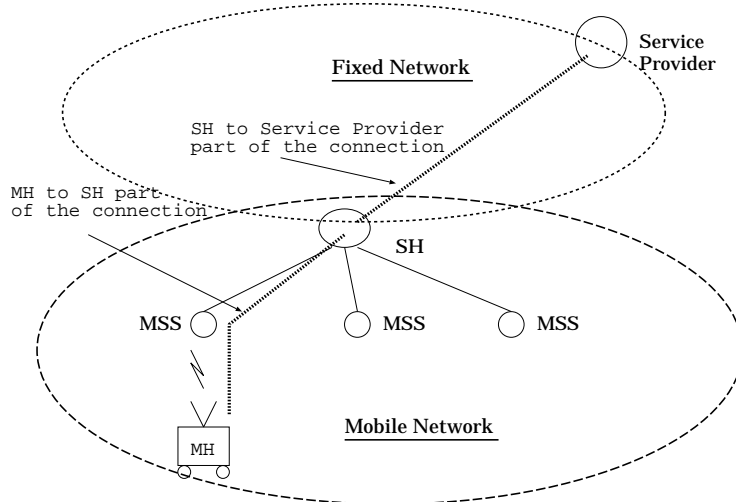 Service
Provider
Fixed Network
SH to Service Provider
part of the connection
MH to SH part
of the connection
SH
MSS
MSS
MSS
MH
Mobile Network